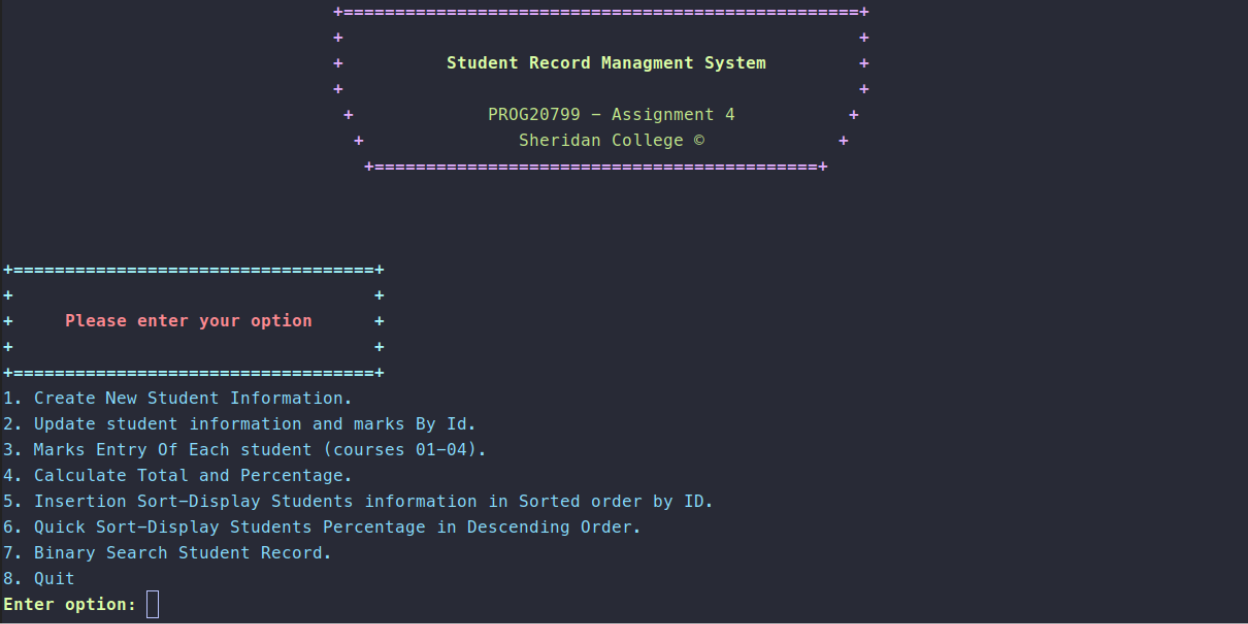 +==================================================+
+ +
+ Student Record Managment System +
+ +
+ PROG20799 – Assignment 4 +
+ Sheridan College © +
+===========================================+
+===================================+
+ +
+ Please enter your option +
+ +
+===================================+
1. Create New Student Information.
2. Update student information and marks By Id.
3. Marks Entry Of Each student (courses 01–04).
4. Calculate Total and Percentage.
5. Insertion Sort–Display Students information in Sorted order by ID.
6. Quick Sort–Display Students Percentage in Descending Order.
7. Binary Search Student Record.
8. Quit
Enter option: